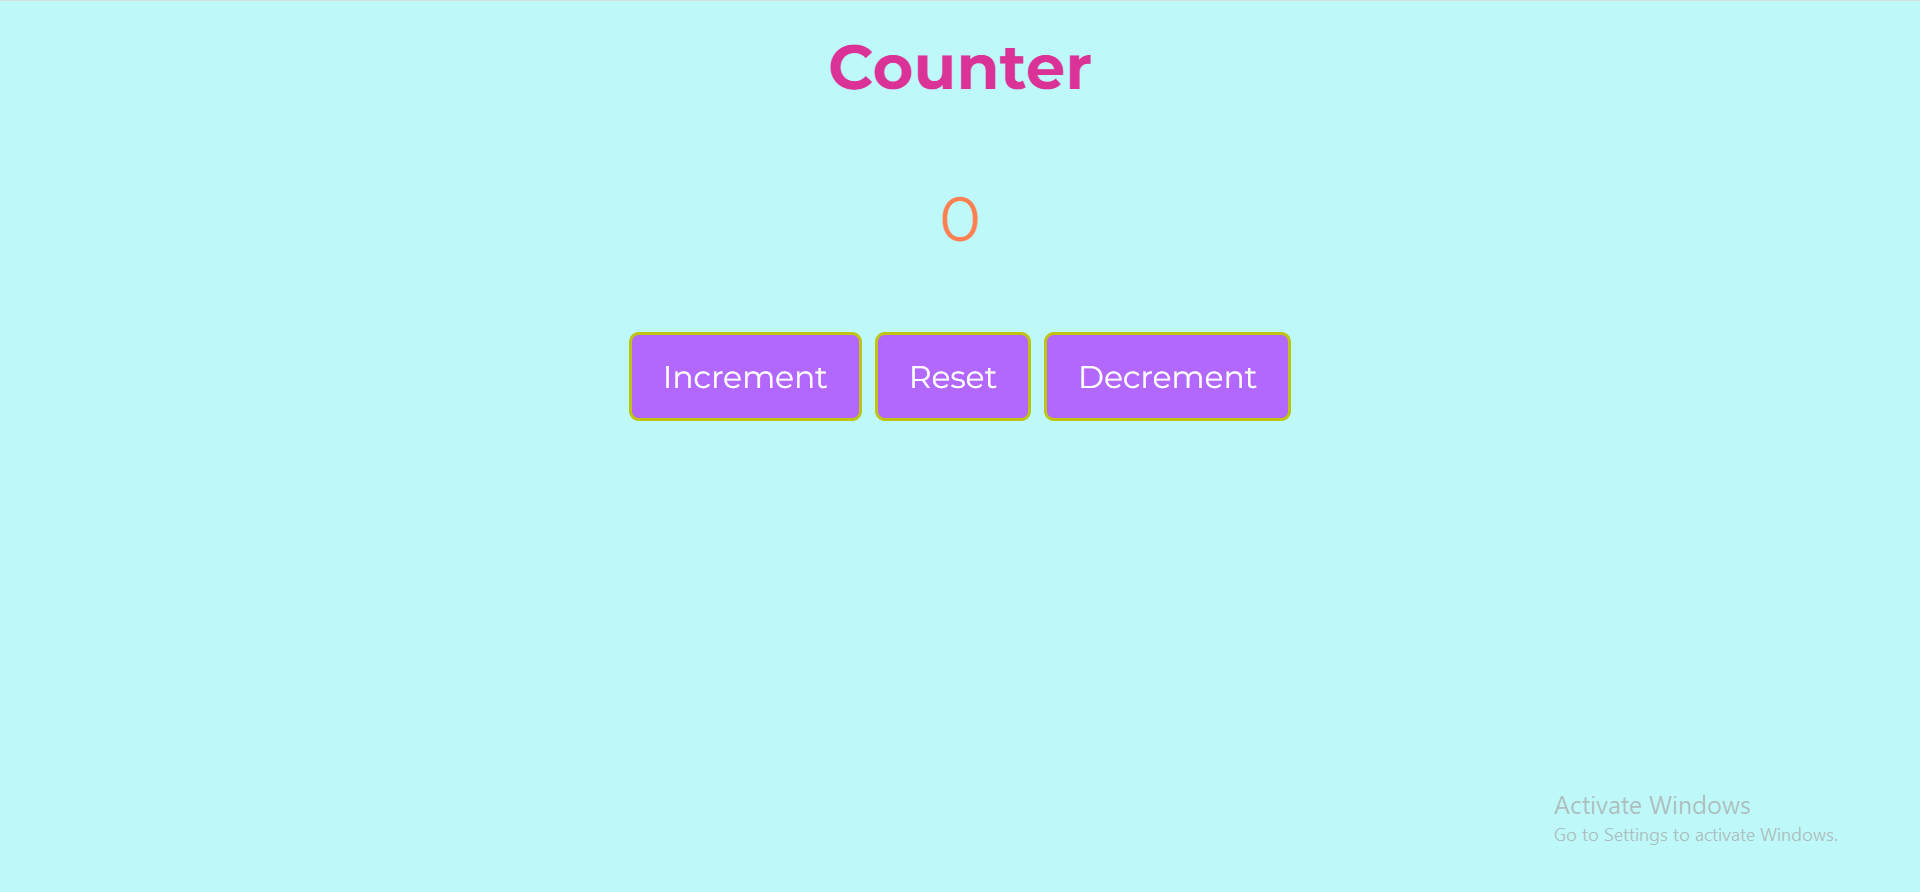 Counter
0
Increment Reset Decrement
Activate Windows
Go to Settings to activate Windows.